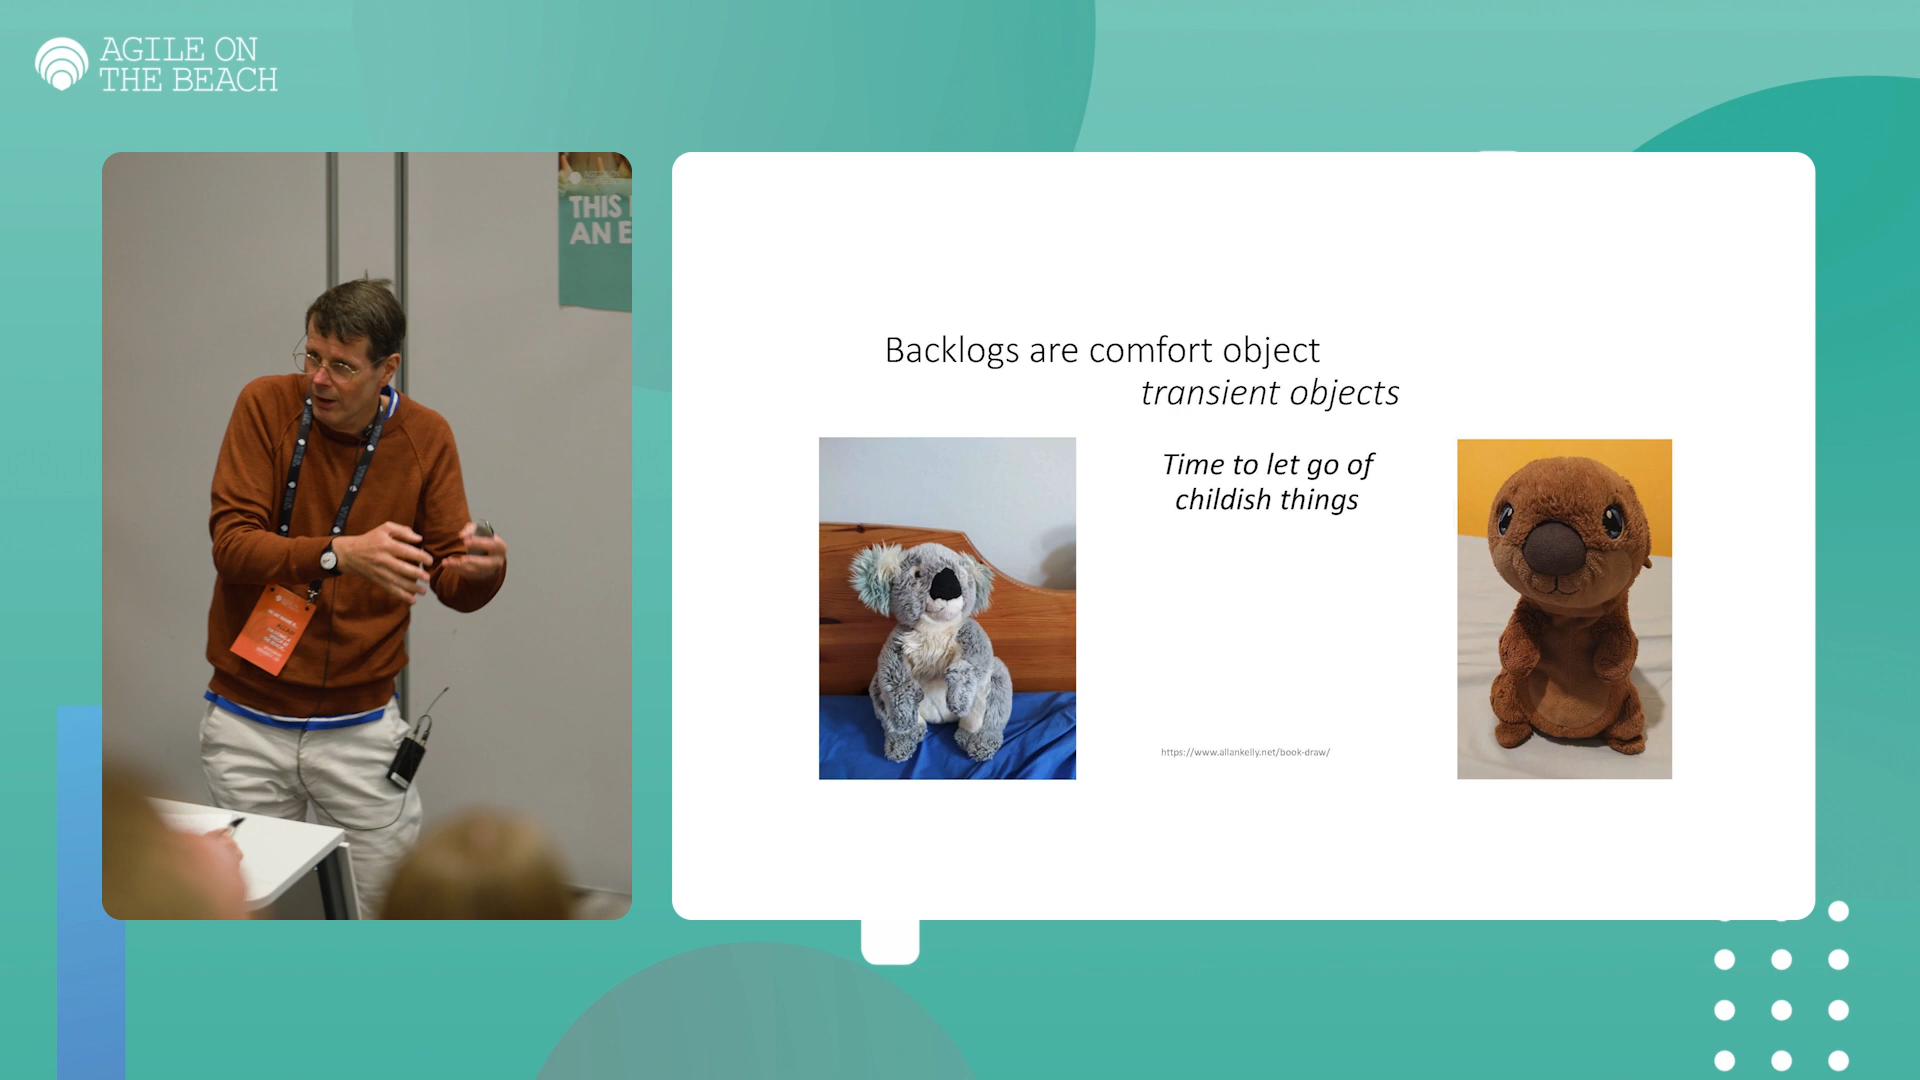 AGILE ON
THE BEACH
THIS
AN E
Backlogs are comfort object
transient objects
Time to let go of
childish things
https://www.allankelly.net/book-draw/